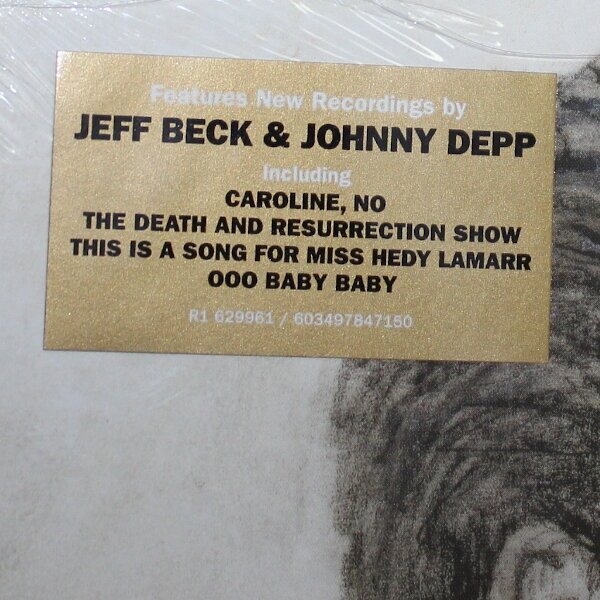 Features New Recordings by
JEFF BECK & JOHNNY DEPP
Including
CAROLINE, NO
THE DEATH AND RESURRECTION SHOW
THIS IS A SONG FOR MISS HEDY LAMARR
OOO BABY BABY
R1 629961 / 603497847150